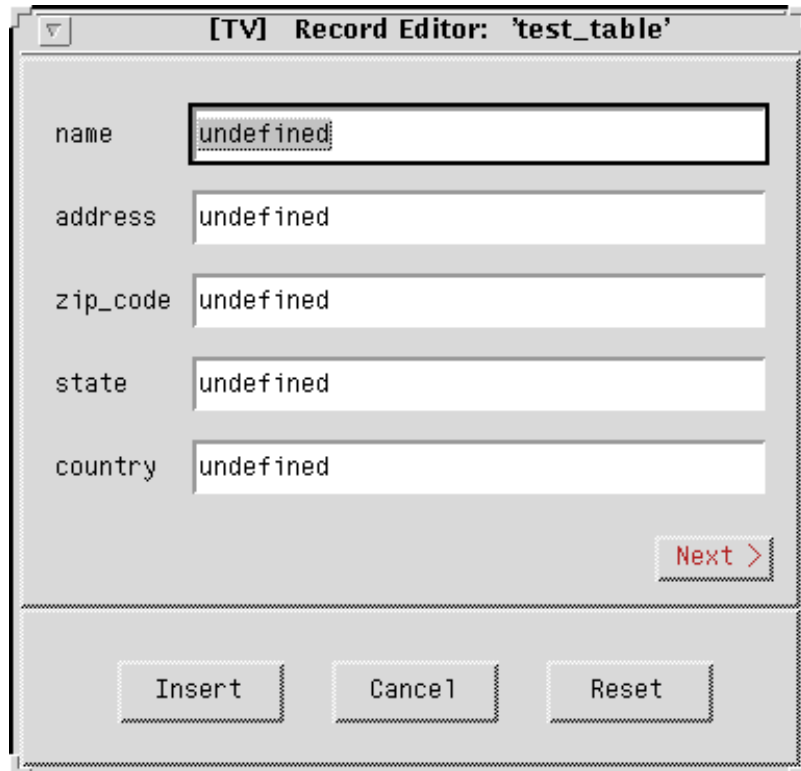 [TV] Record Editor: 'test_table'
name undefined
address undefined
zip_code undefined
state undefined
country undefined
Next >
Insert Cancel Reset